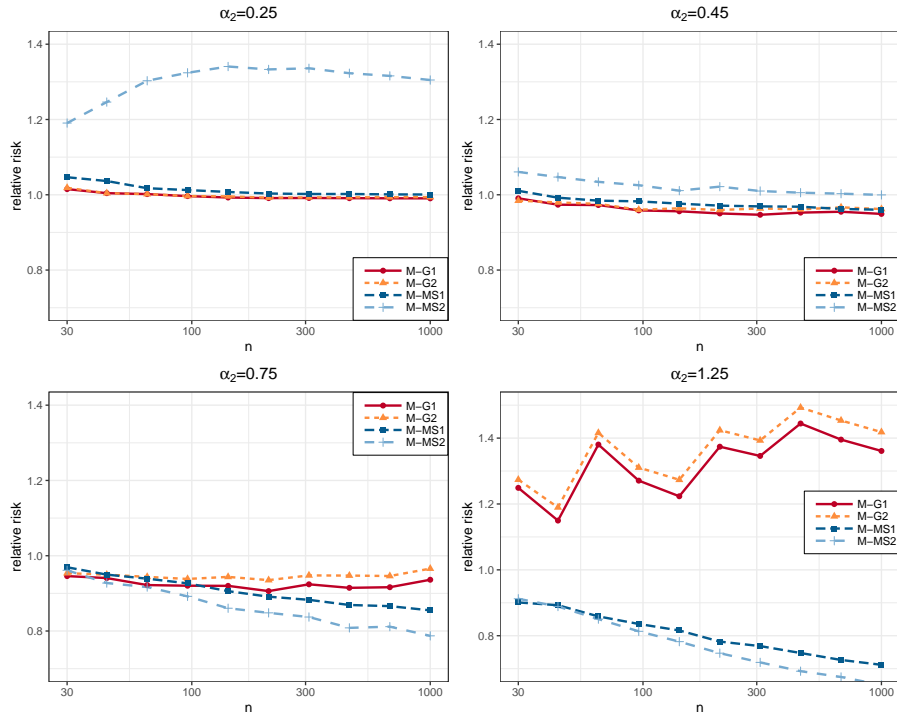 α2=0.25
relative risk
1.4
1.2
1.0
0.8
M−G1
M−G2
M−MS1
M−MS2
30
100
300
1000
n
α2=0.45
relative risk
1.4
1.2
1.0
0.8
M−G1
M−G2
M−MS1
M−MS2
30
100
300
1000
n
α2=0.75
relative risk
1.4
1.2
1.0
0.8
M−G1
M−G2
M−MS1
M−MS2
30
100
300
1000
n
α2=1.25
relative risk
1.4
1.2
1.0
0.8
M−G1
M−G2
M−MS1
M−MS2
30
100
300
1000
n